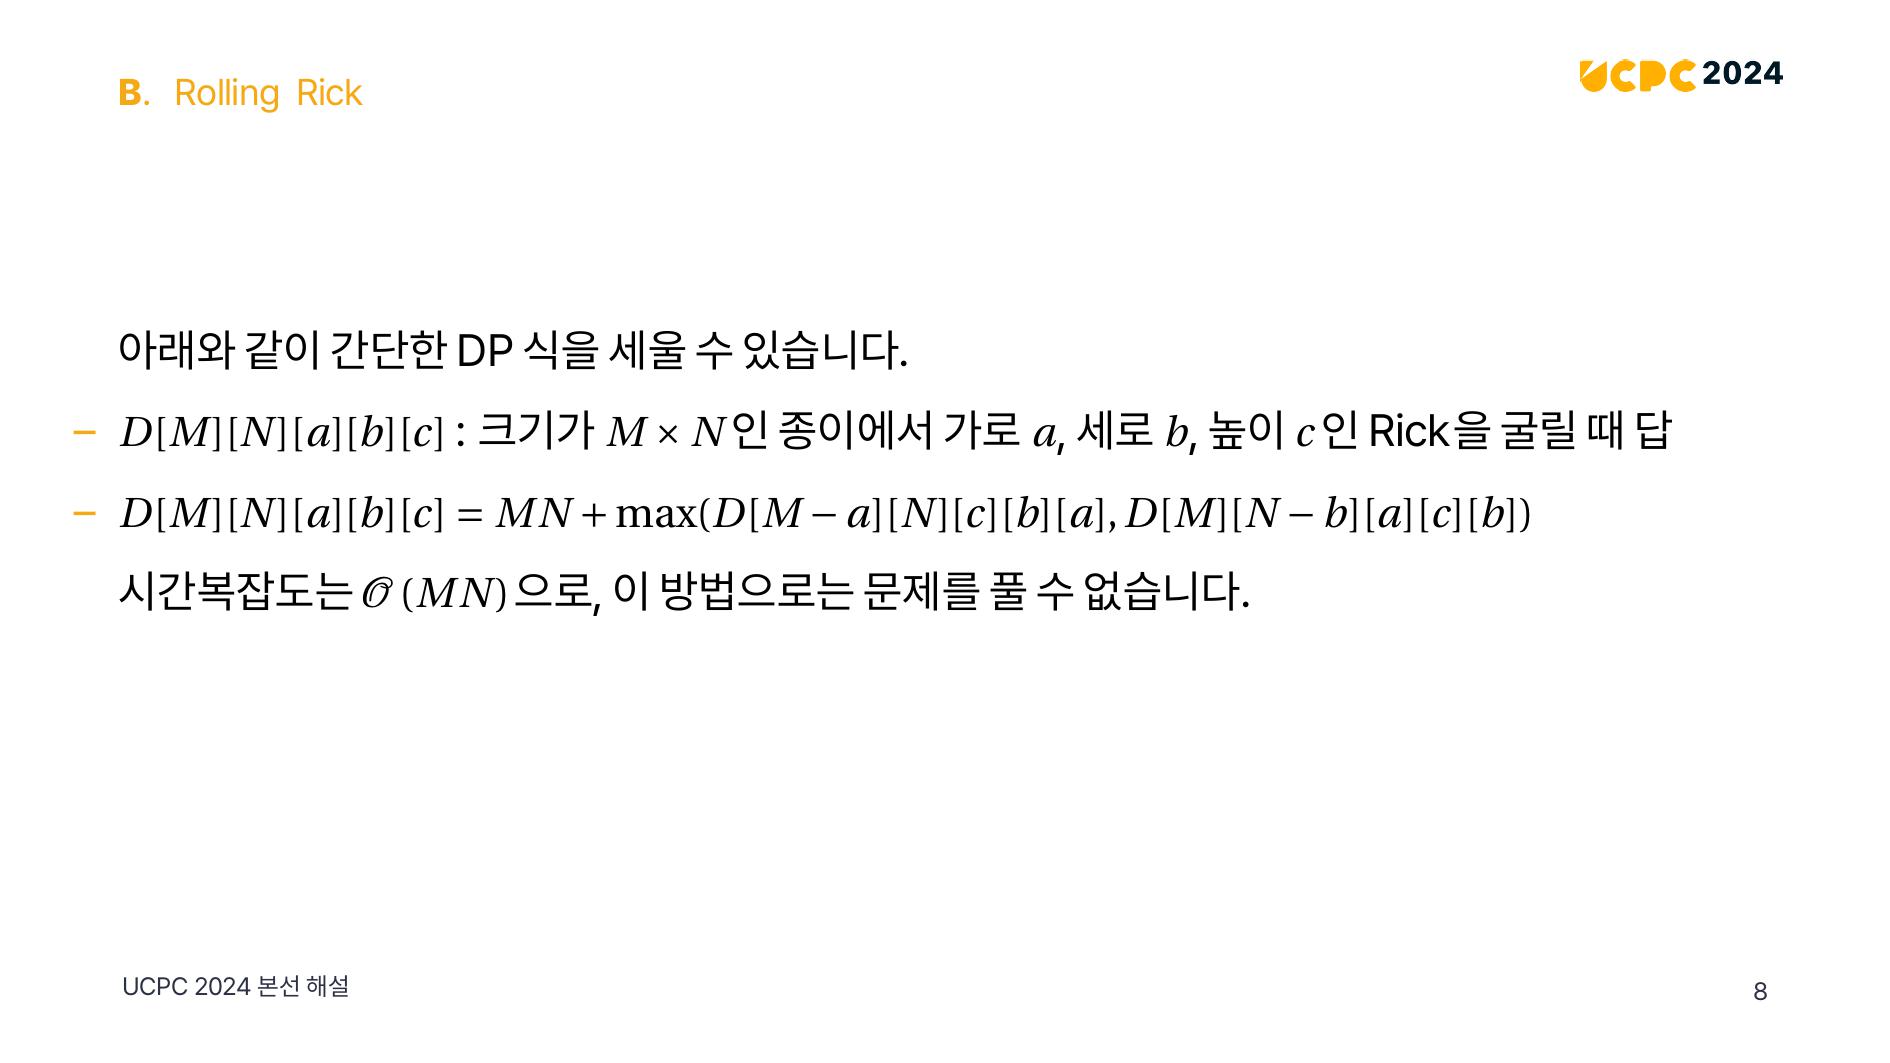 B. Rolling Rick
UCPC 2024
아래와 같이 간단한 DP 식을 세울 수 있습니다.
– D[M][N][a][b][c] : 크기가 M × N인 종이에서 가로 a, 세로 b, 높이 c인 Rick을 굴릴 때 답
– D[M][N][a][b][c] = MN + max(D[M − a][N][c][b][a], D[M][N − b][a][c][b])
시간복잡도는 𝒪 (MN) 으로, 이 방법으로는 문제를 풀 수 없습니다.
UCPC 2024 본선 해설
8